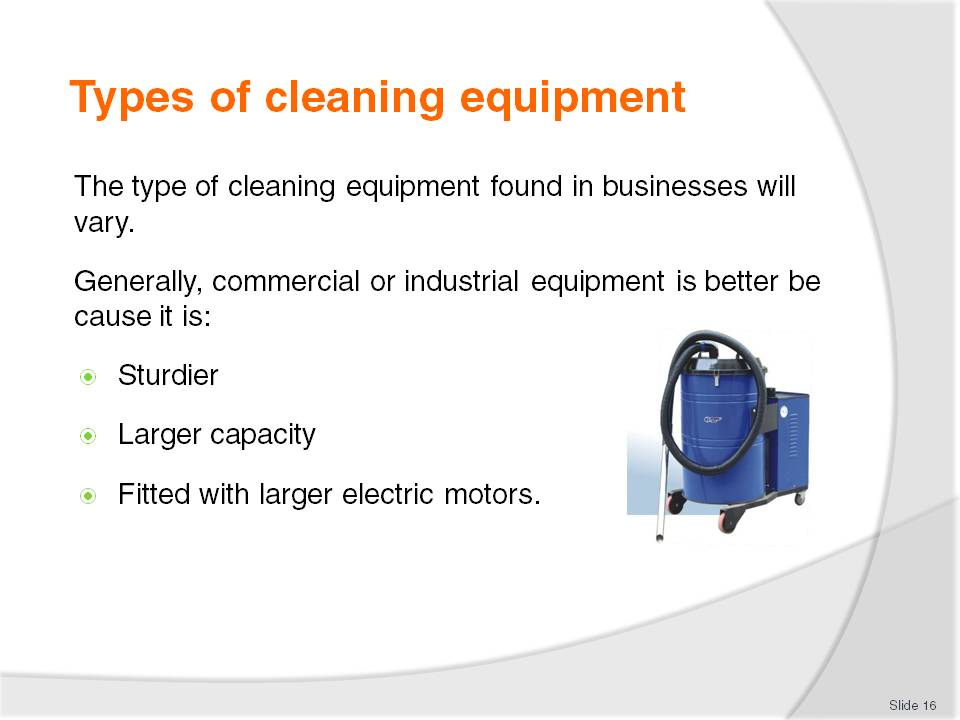 Types of cleaning equipment
The type of cleaning equipment found in businesses will
vary.
Generally, commercial or industrial equipment is better be
cause it is:
Sturdier
Larger capacity
Fitted with larger electric motors.
Slide 16